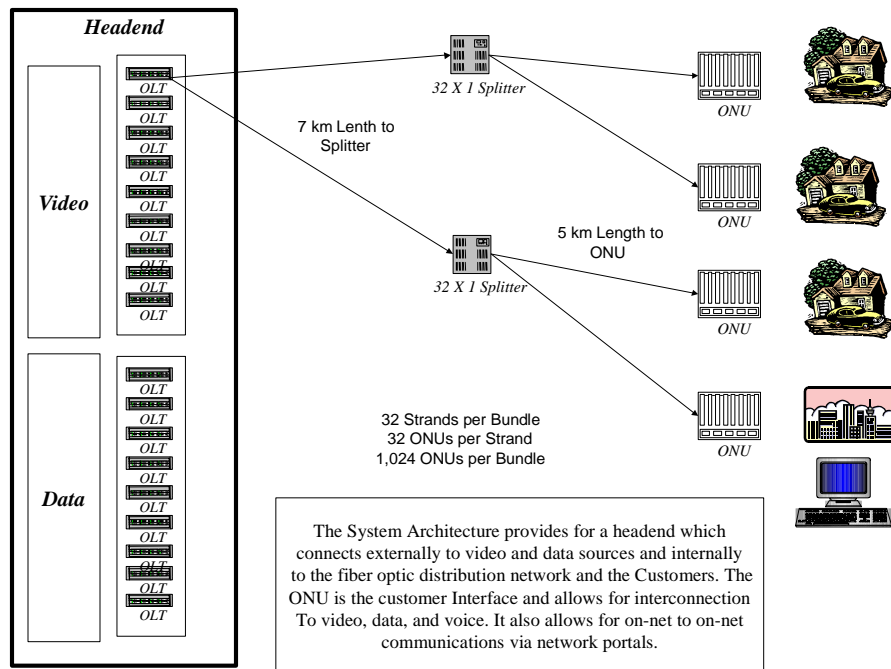 Headend
Video
OLT
OLT
OLT
OLT
OLT
OLT
OLT
OLT
OLT
Data
OLT
OLT
OLT
OLT
OLT
OLT
OLT
OLT
OLT
32 X 1 Splitter
7 km Lenth to
Splitter
32 X 1 Splitter
5 km Length to
ONU
ONU
ONU
ONU
ONU
32 Strands per Bundle
32 ONUs per Strand
1,024 ONUs per Bundle
The System Architecture provides for a headend which
connects externally to video and data sources and internally
to the fiber optic distribution network and the Customers. The
ONU is the customer Interface and allows for interconnection
To video, data, and voice. It also allows for on-net to on-net
communications via network portals.